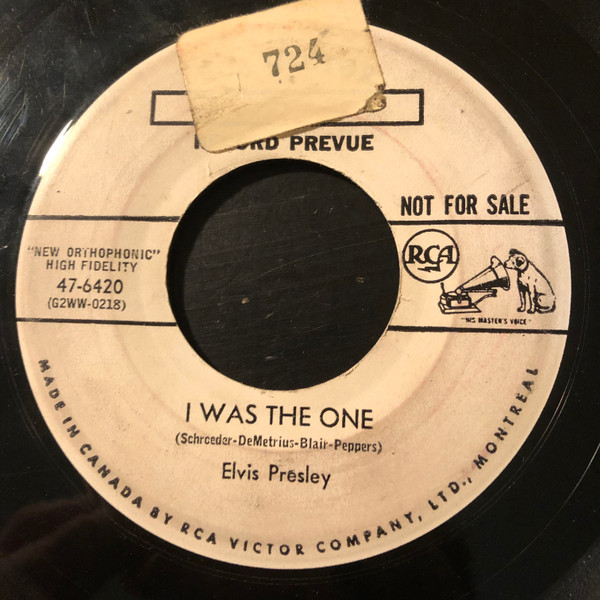 724
PREVUE
NOT FOR SALE
"NEW ORTHOPHONIC"
HIGH FIDELITY
47-6420
(G2WW-0218)
RCA
"HIS MASTER'S VOICE"
I WAS THE ONE
(Schroeder-DeMetrius-Blair-Peppers)
Elvis Presley
MADE IN CANADA BY RCA VICTOR COMPANY, LTD., MONTREAL